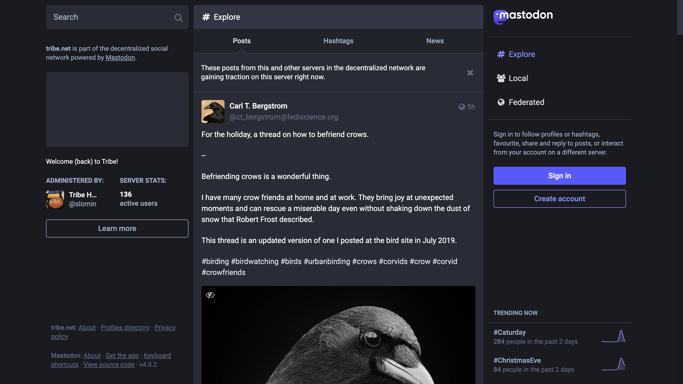 Search
tribe.net is part of the decentralized social
network powered by Mastodon.
Welcome (back) to Tribe!
ADMINISTERED BY:
Tribe H...
@slomin
SERVER STATS:
136
active users
Learn more
tribe.net: About · Profiles directory · Privacy
policy
Mastodon: About · Get the app · Keyboard
shortcuts · View source code · v4.0.2
# Explore
Posts
Hashtags
News
These posts from this and other servers in the decentralized network are
gaining traction on this server right now.
Carl T. Bergstrom
5h
@ct_bergstrom@fediscience.org
For the holiday, a thread on how to befriend crows.
–
Befriending crows is a wonderful thing.
I have many crow friends at home and at work. They bring joy at unexpected
moments and can rescue a miserable day even without shaking down the dust of
snow that Robert Frost described.
This thread is an updated version of one I posted at the bird site in July 2019.
#birding #birdwatching #birds #urbanbirding #crows #corvids #crow #corvid
#crowfriends
mastodon
# Explore
Local
Federated
Sign in to follow profiles or hashtags,
favourite, share and reply to posts, or interact
from your account on a different server.
Sign in
Create account
TRENDING NOW
#Caturday
284 people in the past 2 days
#ChristmasEve
84 people in the past 2 days